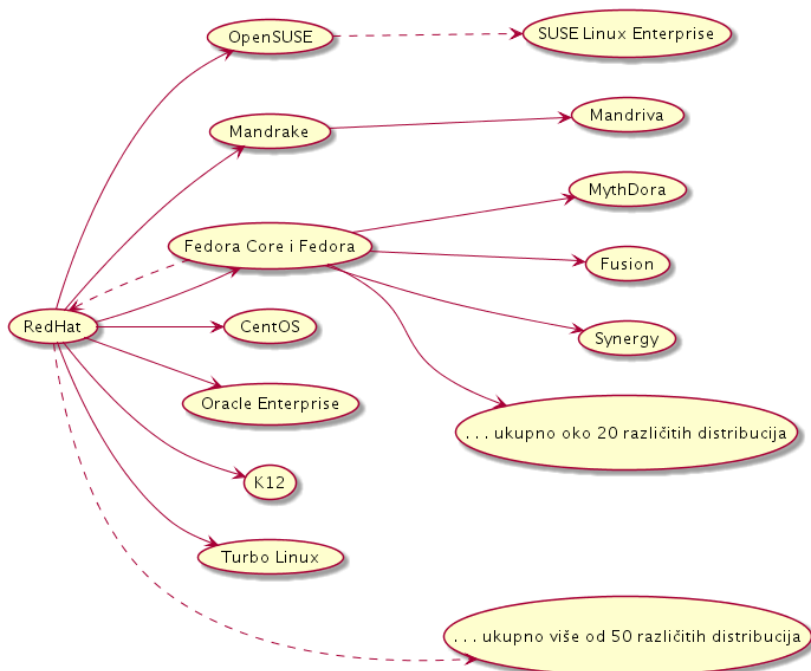 OpenSUSE
SUSE Linux Enterprise
Mandrake
Mandriva
MythDora
Fedora Core i Fedora
Fusion
RedHat
CentOS
Synergy
Oracle Enterprise
. . . ukupno oko 20 različitih distribucija
K12
Turbo Linux
. . . ukupno više od 50 različitih distribucija